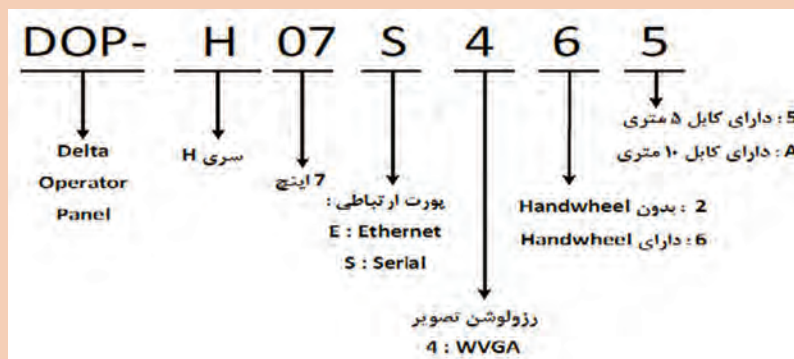 DOP- H 07 S 4 6 5
Delta
Operator
Panel
سری H
7 اینچ
پورت ارتباطی :
E : Ethernet
S : Serial
رزولوشن تصویر
4 : WVGA
2 : بدون Handwheel
6 : دارای Handwheel
5 : دارای کابل ۵ متری
A : دارای کابل ۱۰ متری